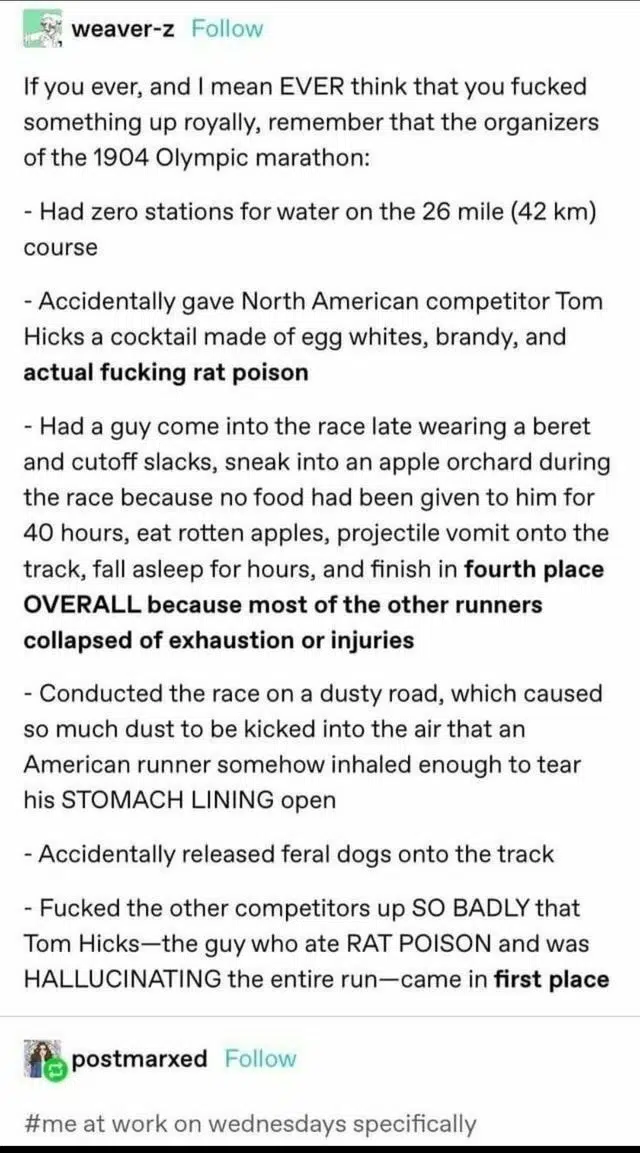 weaver-z Follow
If you ever, and I mean EVER think that you fucked
something up royally, remember that the organizers
of the 1904 Olympic marathon:
- Had zero stations for water on the 26 mile (42 km)
course
- Accidentally gave North American competitor Tom
Hicks a cocktail made of egg whites, brandy, and
actual fucking rat poison
- Had a guy come into the race late wearing a beret
and cutoff slacks, sneak into an apple orchard during
the race because no food had been given to him for
40 hours, eat rotten apples, projectile vomit onto the
track, fall asleep for hours, and finish in fourth place
OVERALL because most of the other runners
collapsed of exhaustion or injuries
- Conducted the race on a dusty road, which caused
so much dust to be kicked into the air that an
American runner somehow inhaled enough to tear
his STOMACH LINING open
- Accidentally released feral dogs onto the track
- Fucked the other competitors up SO BADLY that
Tom Hicks—the guy who ate RAT POISON and was
HALLUCINATING the entire run—came in first place
postmarxed Follow
#me at work on wednesdays specifically